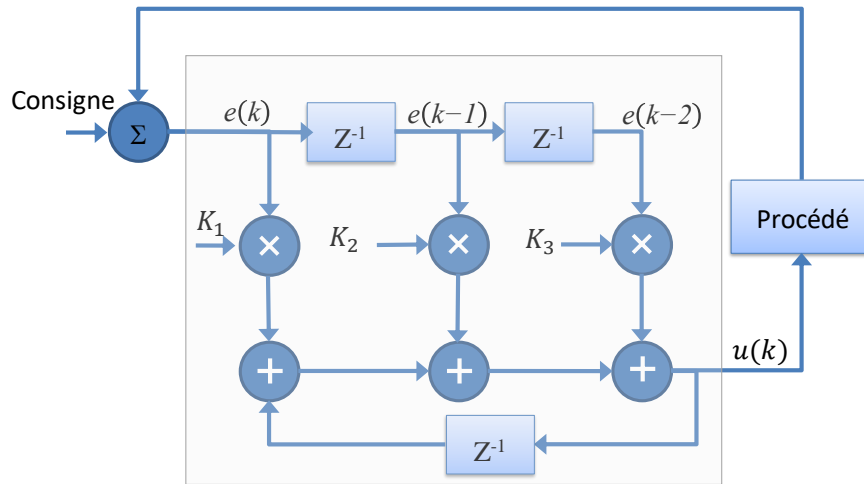 Consigne
Σ
e(k)
Z⁻¹
e(k−1)
Z⁻¹
e(k−2)
Procédé
K₁
×
K₂
×
K₃
×
+
+
+
u(k)
Z⁻¹